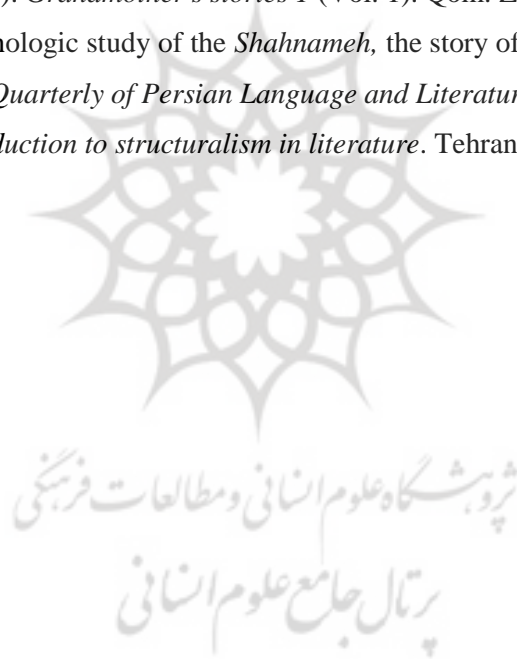 ). Grandmother's stories 1 (Vol. 1). Qom:
nologic study of the Shahnameh, the story of
Quarterly of Persian Language and Literatur
duction to structuralism in literature. Tehran
پژوهشگاه علوم انسانی و مطالعات فرهنگی
پرتال جامع علوم انسانی